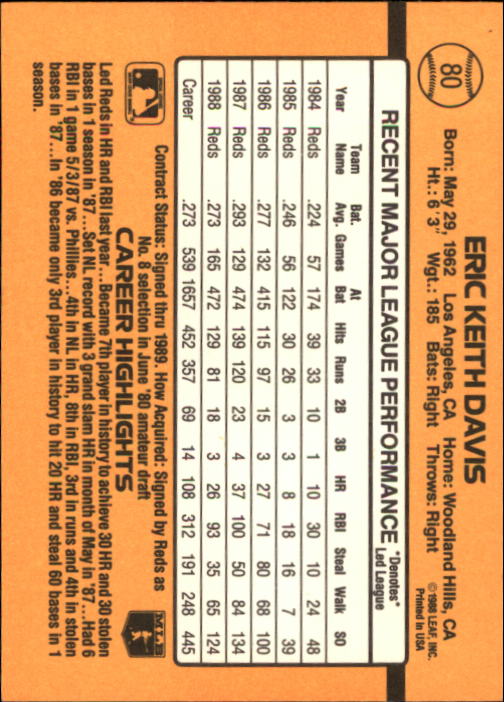 80
ERIC KEITH DAVIS
Born: May 29, 1962 Los Angeles, CA Home: Woodland Hills, CA
Ht.: 6'3" Wgt.: 185 Bats: Right Throws: Right
© 1988 LEAF, INC.
Printed in USA
RECENT MAJOR LEAGUE PERFORMANCE
*Denotes*
Led League
Year Team Name Bat. Avg. Games At Bat Hits Runs 2B 3B HR RBI Steal Walk SO
1984 Reds .224 57 174 39 33 10 1 10 30 10 24 48
1985 Reds .246 56 122 30 26 3 3 8 18 16 7 39
1986 Reds .277 132 415 115 97 15 3 27 71 80 68 100
1987 Reds .293 129 474 139 120 23 4 37 100 50 84 134
1988 Reds .273 165 472 129 81 18 3 26 93 35 65 124
Career .273 539 1657 452 357 69 14 108 312 191 248 445
Contract Status: Signed thru 1989. How Acquired: Signed by Reds as
No. 8 selection in June '80 amateur draft
CAREER HIGHLIGHTS
MLB
Led Reds in HR and RBI last year...Became 7th player in history to achieve 30 HR and 30 stolen
bases in 1 season in '87...Set NL record with 3 grand slam HR in month of May in '87...Had 6
RBI in 1 game 5/3/87 vs. Phillies...4th in NL in HR, 8th in RBI, 3rd in runs and 4th in stolen
bases in '87...In '86 became only 3rd player in history to hit 20 HR and steal 60 bases in 1
season.